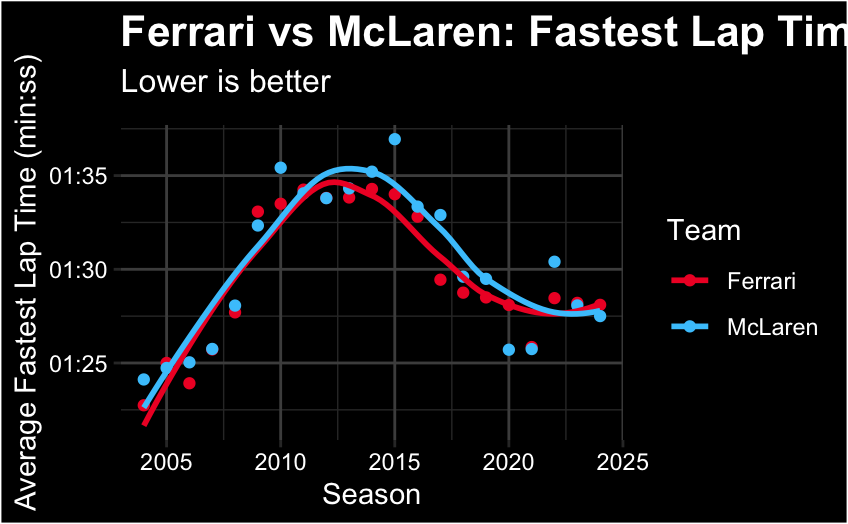 Ferrari vs McLaren: Fastest Lap Tim
Lower is better
Average Fastest Lap Time (min:ss)
01:35
01:30
01:25
2005 2010 2015 2020 2025
Season
Team
Ferrari
McLaren